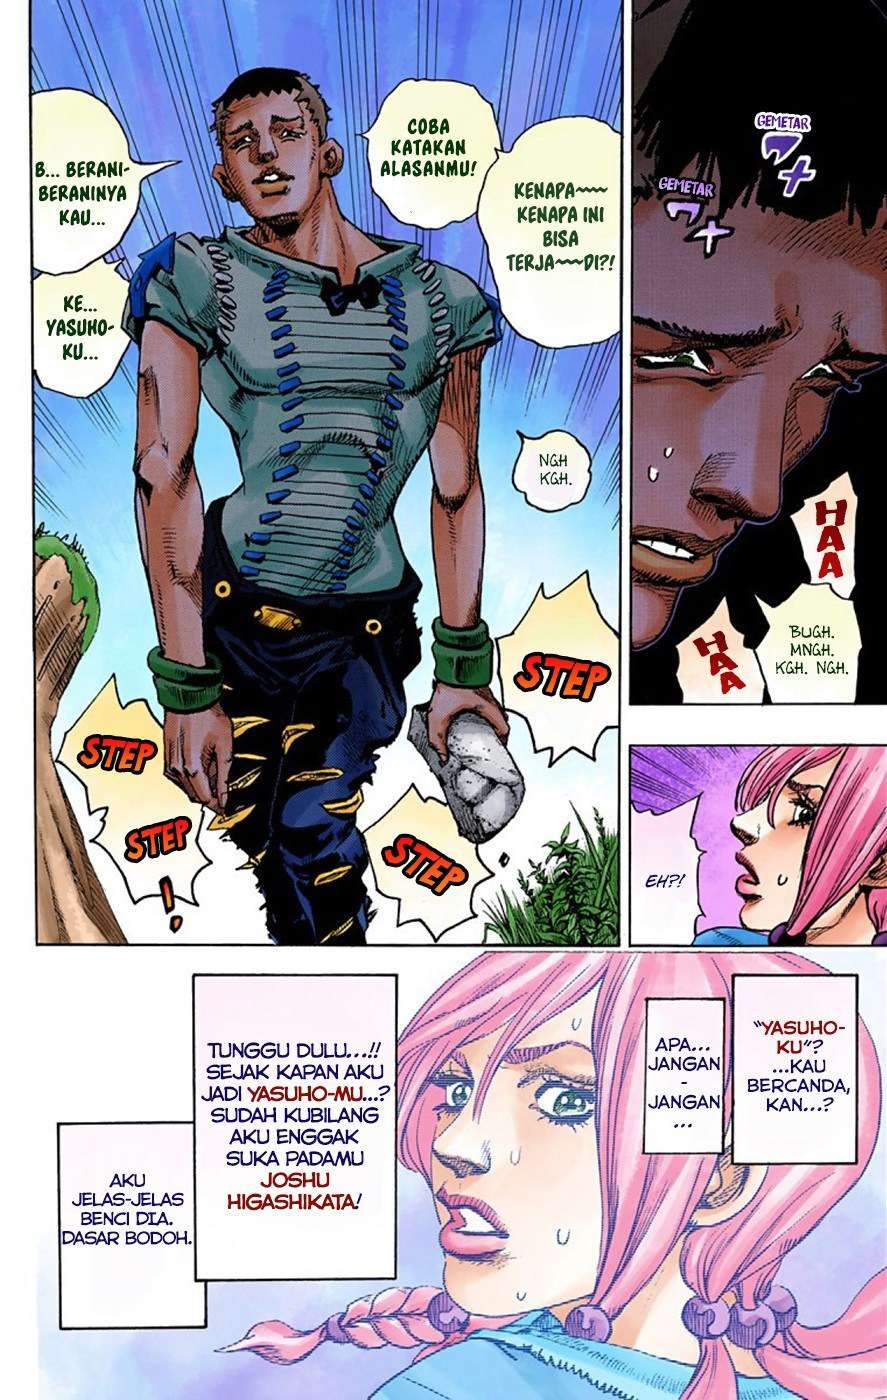 GEMETAR
GEMETAR
HAA
HAA
BUGH.
MNGH.
KGH. NGH.
KENAPA~~~
KENAPA INI
BISA
TERJA~~~DI?!
COBA
KATAKAN
ALASANMU!
B... BERANI-
BERANINYA
KAU...
KE...
YASUHO-
KU...
NGH
KGH.
STEP
STEP
STEP
STEP
EH?!
"YASUHO-
KU"?
...KAU
BERCANDA,
KAN...?
APA...
JANGAN
-
JANGAN
...
TUNGGU DULU...!!
SEJAK KAPAN AKU
JADI YASUHO-MU...?
SUDAH KUBILANG
AKU ENGGAK
SUKA PADAMU
JOSHU
HIGASHIKATA!
AKU
JELAS-JELAS
BENCI DIA.
DASAR BODOH.